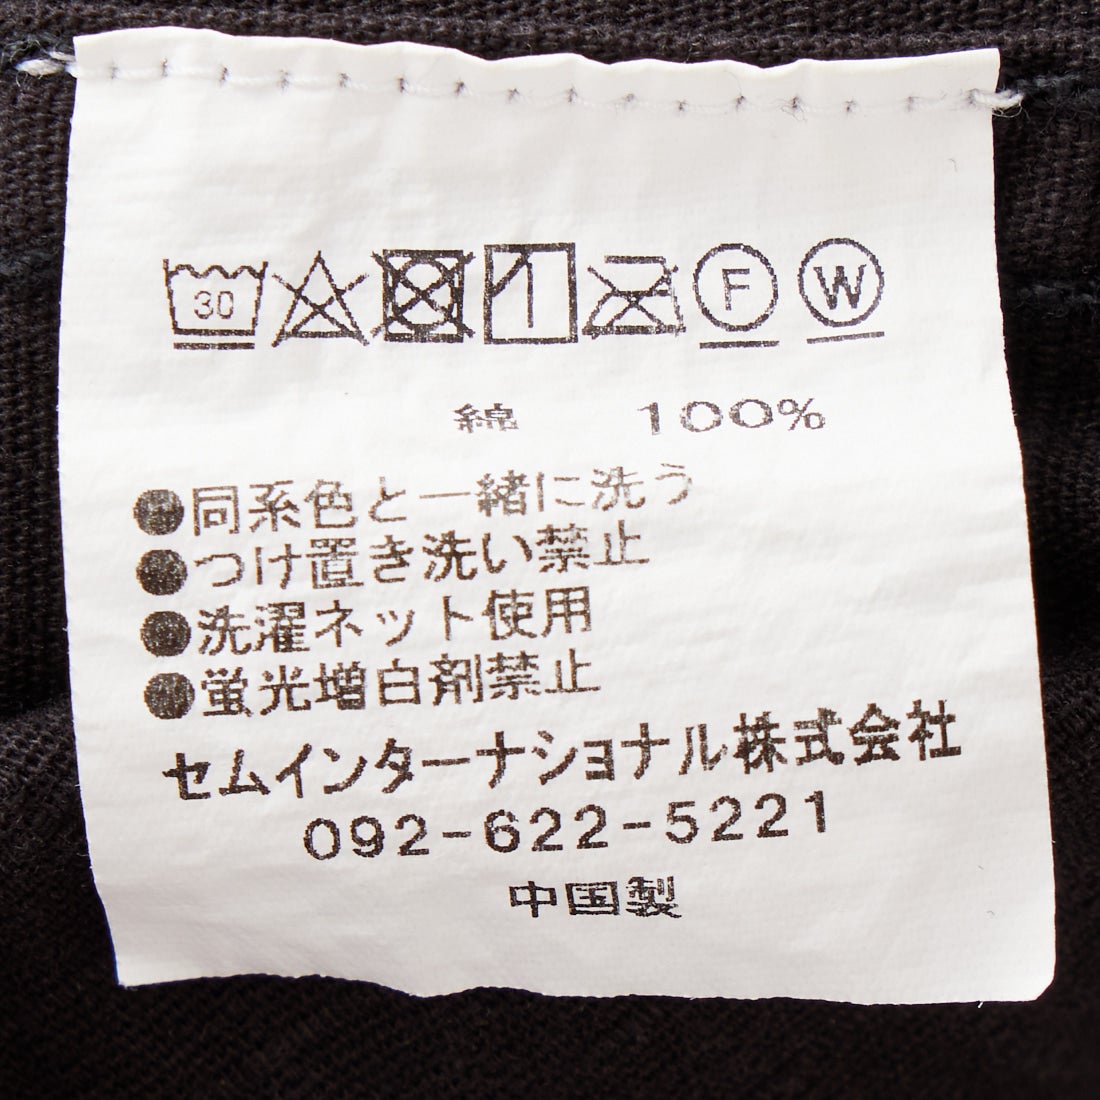 30 F W
綿 100%
●同系色と一緒に洗う
●つけ置き洗い禁止
●洗濯ネット使用
●蛍光増白剤禁止
セムインターナショナル株式会社
092-622-5221
中国製